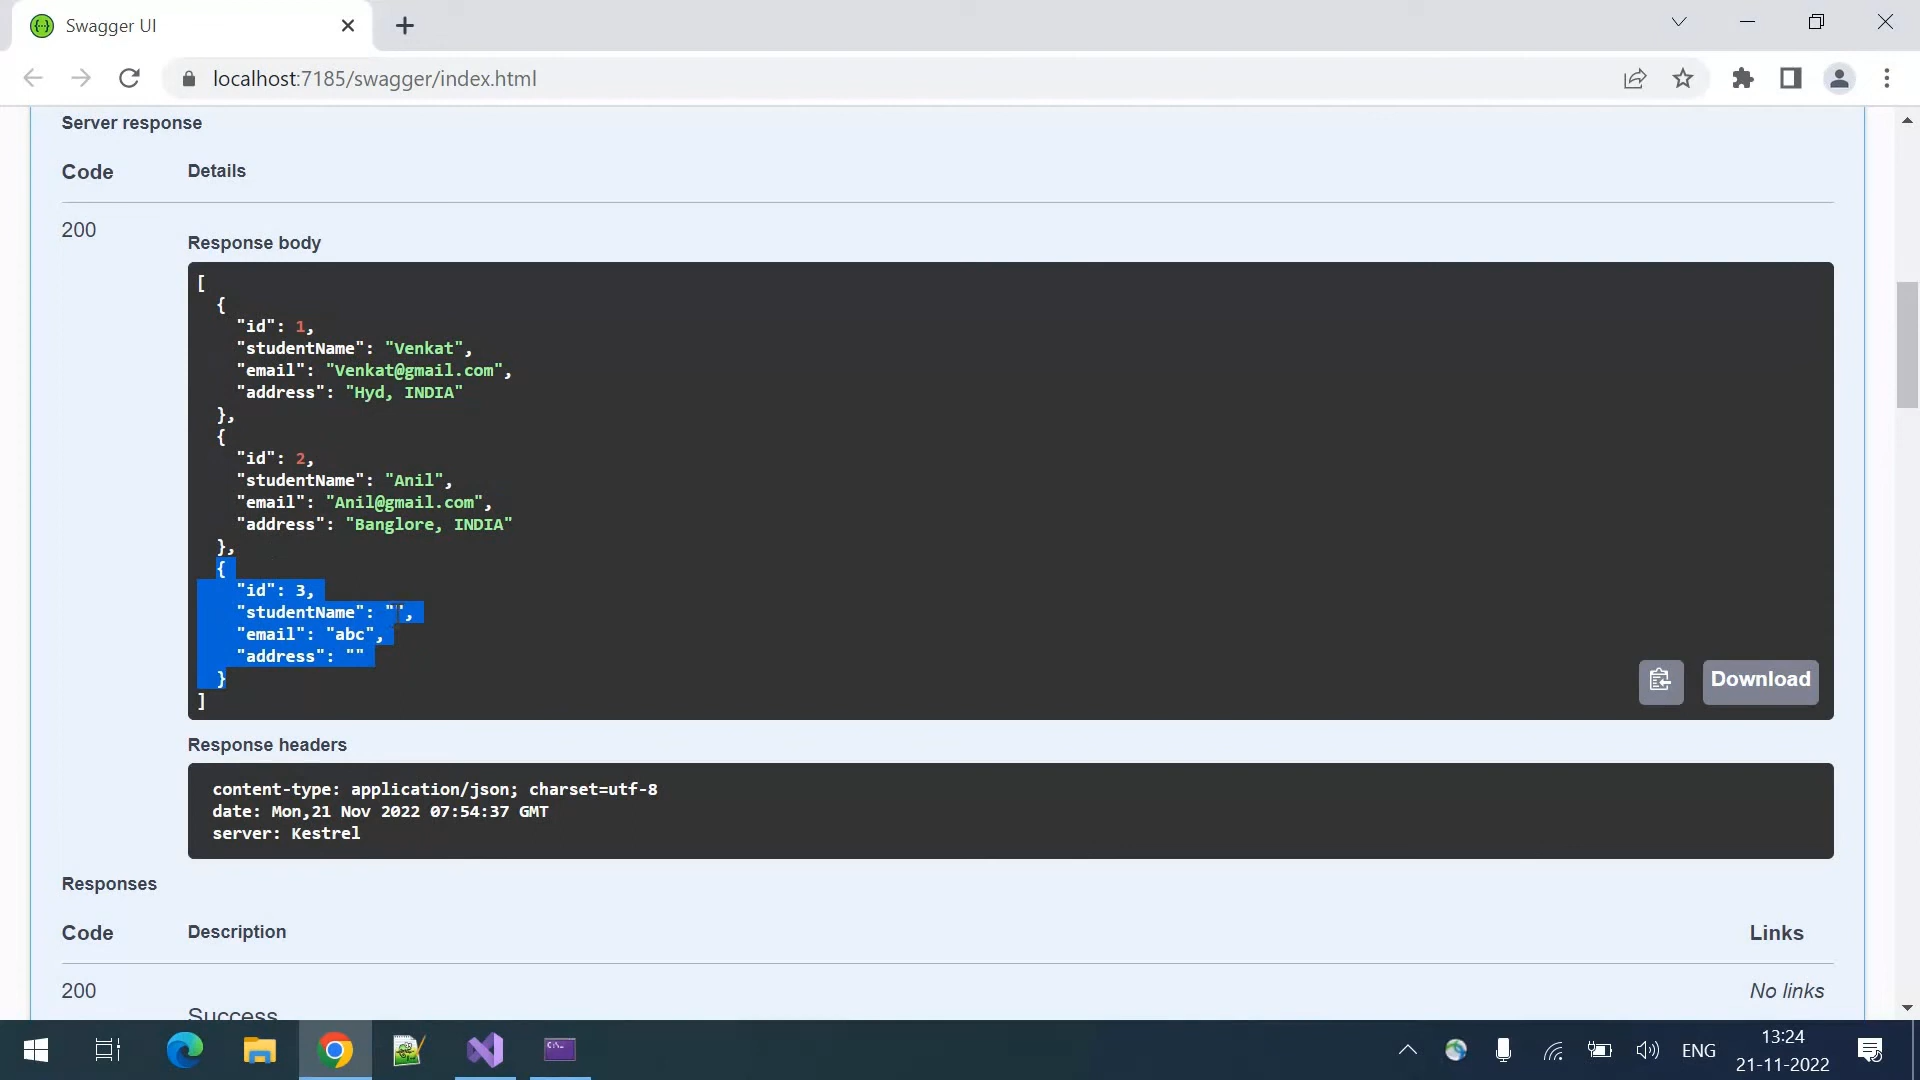 Swagger UI
localhost:7185/swagger/index.html
Server response
Code Details
200
Response body
[
{
"id": 1,
"studentName": "Venkat",
"email": "Venkat@gmail.com",
"address": "Hyd, INDIA"
},
{
"id": 2,
"studentName": "Anil",
"email": "Anil@gmail.com",
"address": "Banglore, INDIA"
},
{
"id": 3,
"studentName": "",
"email": "abc",
"address": ""
}
]
Download
Response headers
content-type: application/json; charset=utf-8
date: Mon,21 Nov 2022 07:54:37 GMT
server: Kestrel
Responses
Code Description Links
200 No links
Success
ENG
13:24
21-11-2022